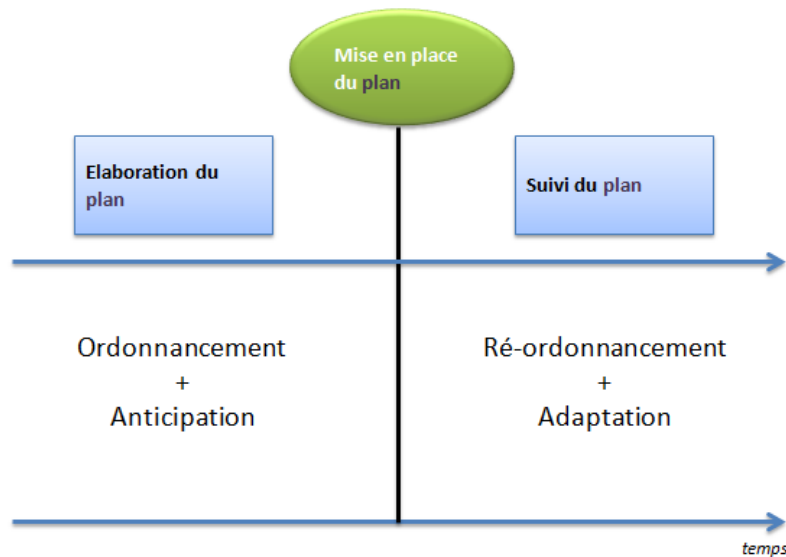 Mise en place
du plan
Elaboration du
plan
Suivi du plan
Ordonnancement
+
Anticipation
Ré-ordonnancement
+
Adaptation
temps